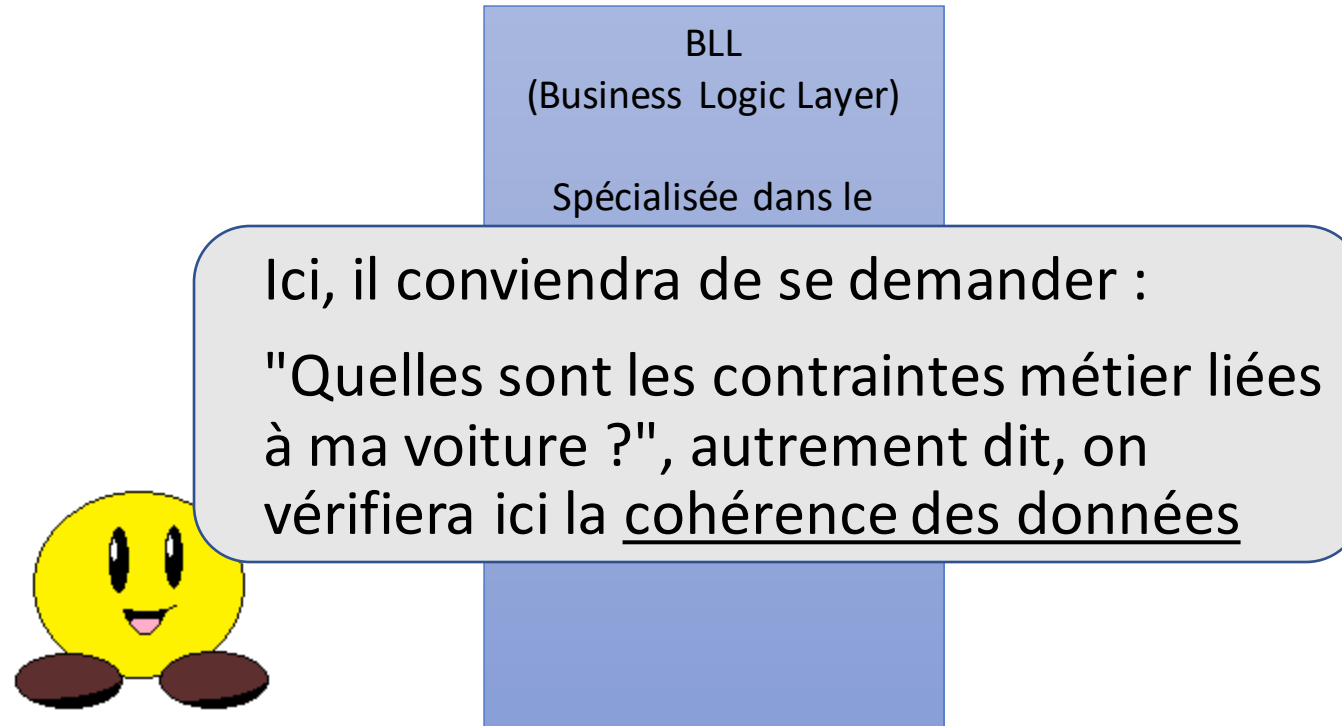 BLL
(Business Logic Layer)
Spécialisée dans le
Ici, il conviendra de se demander :
"Quelles sont les contraintes métier liées
à ma voiture ?", autrement dit, on
vérifiera ici la cohérence des données